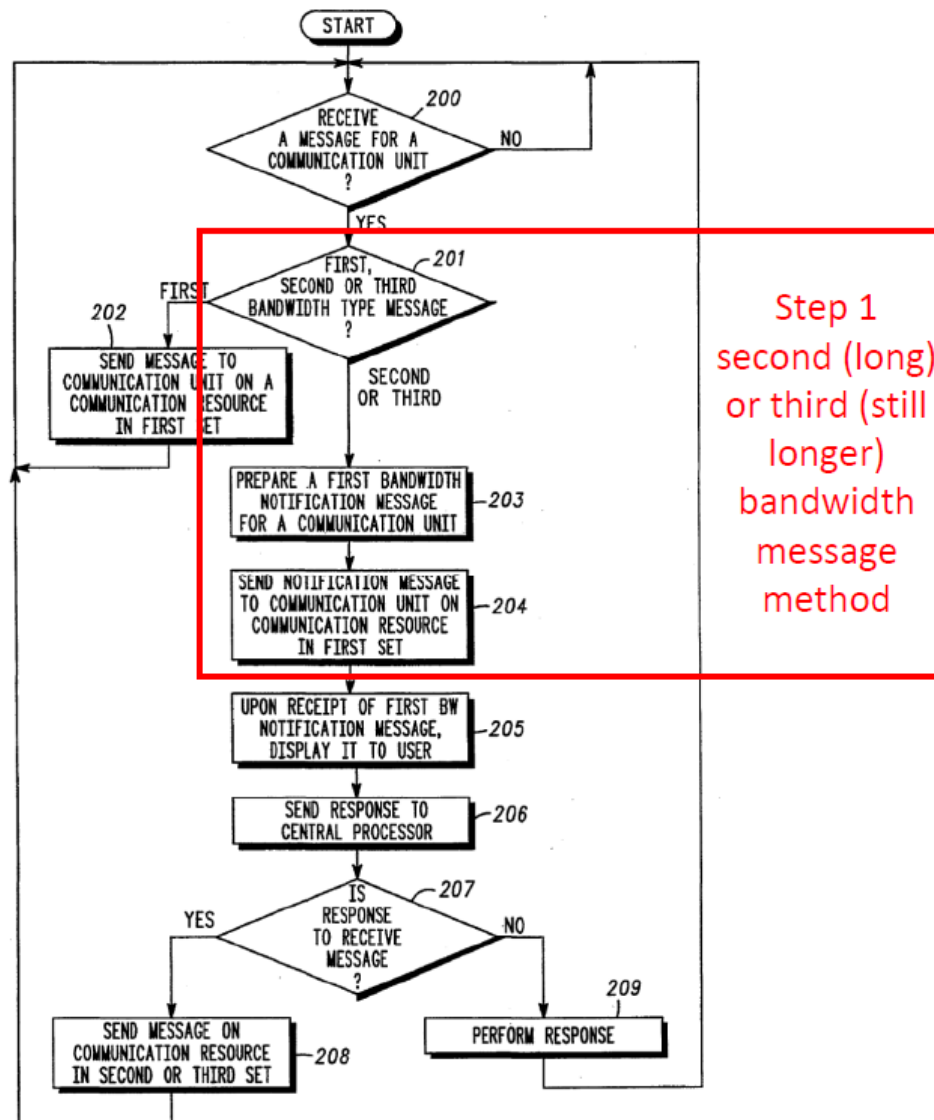 START
200
RECEIVE
A MESSAGE FOR A
COMMUNICATION UNIT
?
NO
YES
201
FIRST,
SECOND OR THIRD
BANDWIDTH TYPE MESSAGE
?
FIRST
202
SEND MESSAGE TO
COMMUNICATION UNIT ON A
COMMUNICATION RESOURCE
IN FIRST SET
SECOND
OR THIRD
Step 1
second (long)
or third (still
longer)
bandwidth
message
method
PREPARE A FIRST BANDWIDTH
NOTIFICATION MESSAGE
FOR A COMMUNICATION UNIT
203
SEND NOTIFICATION MESSAGE
TO COMMUNICATION UNIT ON
COMMUNICATION RESOURCE
IN FIRST SET
204
UPON RECEIPT OF FIRST BW
NOTIFICATION MESSAGE,
DISPLAY IT TO USER
205
SEND RESPONSE TO
CENTRAL PROCESSOR
206
207
IS
RESPONSE
TO RECEIVE
MESSAGE
?
YES
NO
SEND MESSAGE ON
COMMUNICATION RESOURCE
IN SECOND OR THIRD SET
208
209
PERFORM RESPONSE